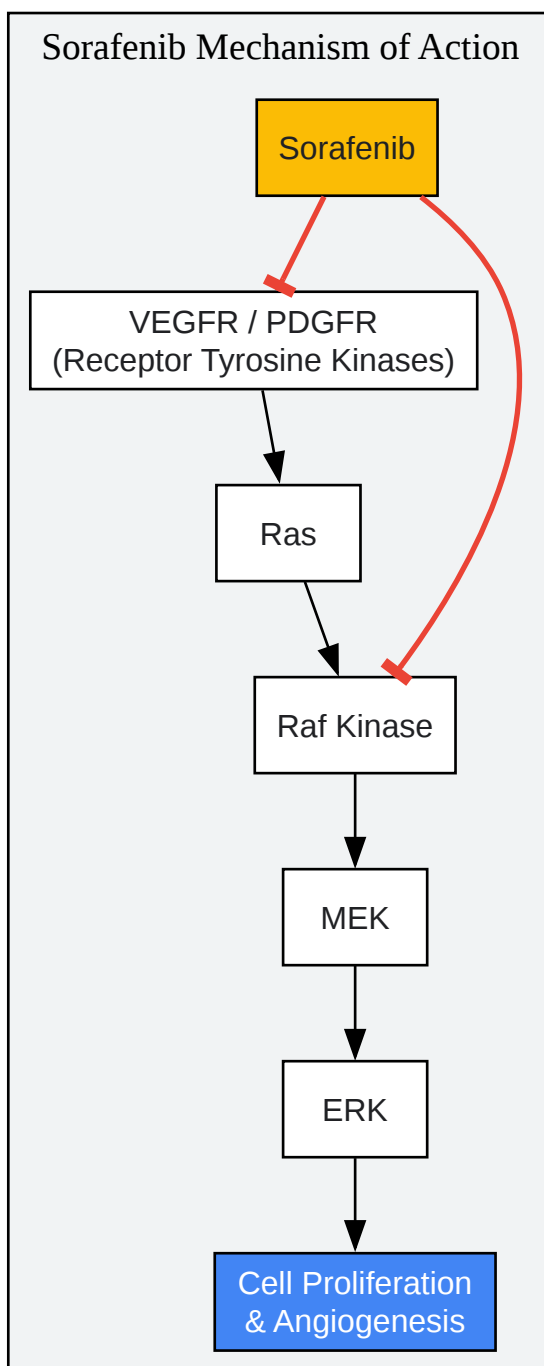 Sorafenib Mechanism of Action
Sorafenib
VEGFR / PDGFR
(Receptor Tyrosine Kinases)
Ras
Raf Kinase
MEK
ERK
Cell Proliferation
& Angiogenesis